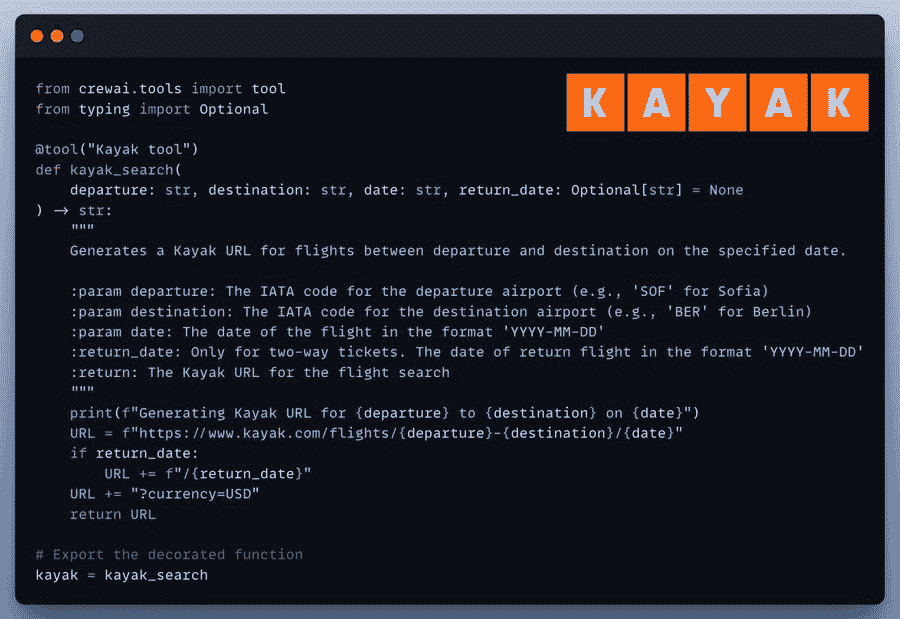 KAYAK
from crewai.tools import tool
from typing import Optional
@tool("Kayak tool")
def kayak_search(
    departure: str, destination: str, date: str, return_date: Optional[str] = None
) → str:
    """
    Generates a Kayak URL for flights between departure and destination on the specified date.

    :param departure: The IATA code for the departure airport (e.g., 'SOF' for Sofia)
    :param destination: The IATA code for the destination airport (e.g., 'BER' for Berlin)
    :param date: The date of the flight in the format 'YYYY-MM-DD'
    :return_date: Only for two-way tickets. The date of return flight in the format 'YYYY-MM-DD'
    :return: The Kayak URL for the flight search
    """
    print(f"Generating Kayak URL for {departure} to {destination} on {date}")
    URL = f"https://www.kayak.com/flights/{departure}-{destination}/{date}"
    if return_date:
        URL += f"/{return_date}"
    URL += "?currency=USD"
    return URL

# Export the decorated function
kayak = kayak_search